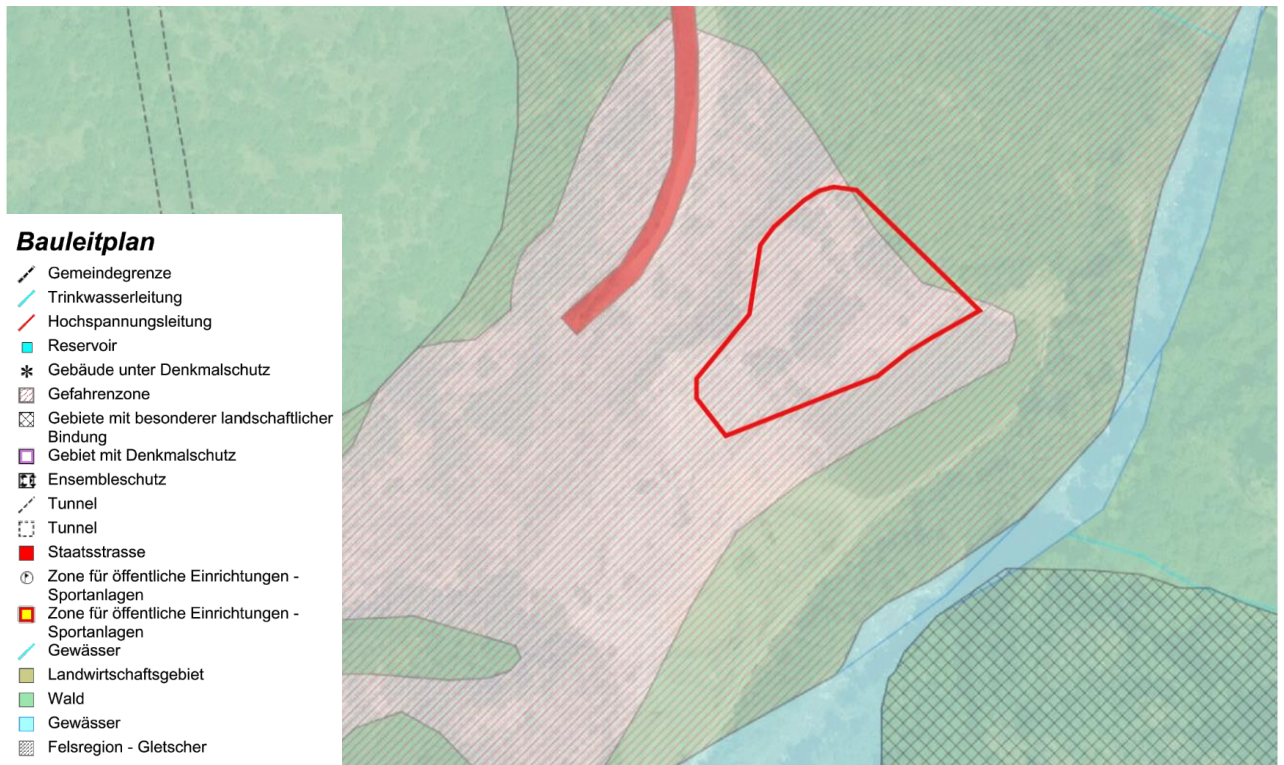 Bauleitplan
Gemeindegrenze
Trinkwasserleitung
Hochspannungsleitung
Reservoir
Gebäude unter Denkmalschutz
Gefahrenzone
Gebiete mit besonderer landschaftlicher
Bindung
Gebiet mit Denkmalschutz
Ensembleschutz
Tunnel
Tunnel
Staatsstrasse
Zone für öffentliche Einrichtungen -
Sportanlagen
Zone für öffentliche Einrichtungen -
Sportanlagen
Gewässer
Landwirtschaftsgebiet
Wald
Gewässer
Felsregion - Gletscher